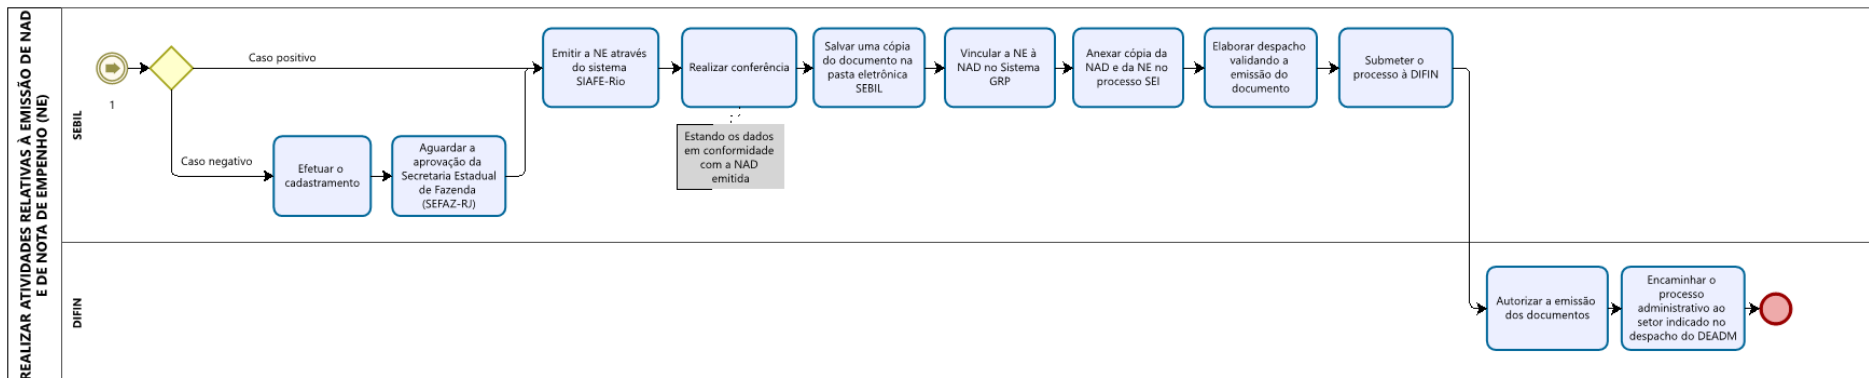 REALIZAR ATIVIDADES RELATIVAS À EMISSÃO DE NAD
E DE NOTA DE EMPENHO (NE)
SEBIL
1
Caso positivo
Caso negativo
Efetuar o
cadastramento
Aguardar a
aprovação da
Secretaria Estadual
de Fazenda
(SEFAZ-RJ)
Emitir a NE através
do sistema
SIAFE-Rio
Realizar conferência
Estando os dados
em conformidade
com a NAD
emitida
Salvar uma cópia
do documento na
pasta eletrônica
SEBIL
Vincular a NE à
NAD no Sistema
GRP
Anexar cópia da
NAD e da NE no
processo SEI
Elaborar despacho
validando a
emissão do
documento
Submeter o
processo à DIFIN
DIFIN
Autorizar a emissão
dos documentos
Encaminhar o
processo
administrativo ao
setor indicado no
despacho do DEADM